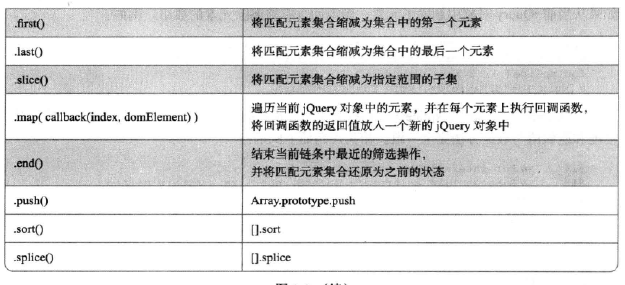 .first() 将匹配元素集合缩减为集合中的第一个元素
.last() 将匹配元素集合缩减为集合中的最后一个元素
.slice() 将匹配元素集合缩减为指定范围的子集
.map( callback(index, domElement) ) 遍历当前 jQuery 对象中的元素，并在每个元素上执行回调函数，
将回调函数的返回值放入一个新的 jQuery 对象中
.end() 结束当前链条中最近的筛选操作，
并将匹配元素集合还原为之前的状态
.push() Array.prototype.push
.sort() [].sort
.splice() [].splice